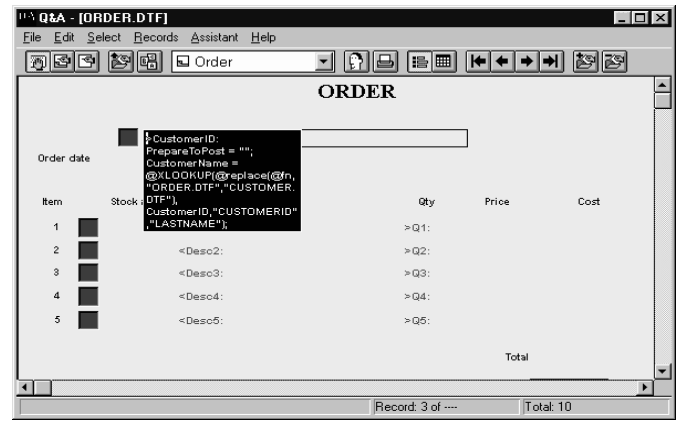 Q&A - [ORDER.DTF]
File Edit Select Records Assistant Help
Order
ORDER
>CustomerID:
PrepareToPost = "";
CustomerName =
@XLOOKUP(@replace(@fn,
"ORDER.DTF","CUSTOMER.
DTF"),
CustomerID,"CUSTOMERID"
,"LASTNAME");
Order date
Item Stock Qty Price Cost
1 >Q1:
2 <Desc2: >Q2:
3 <Desc3: >Q3:
4 <Desc4: >Q4:
5 <Desc5: >Q5:
Total
Record: 3 of ---- Total: 10